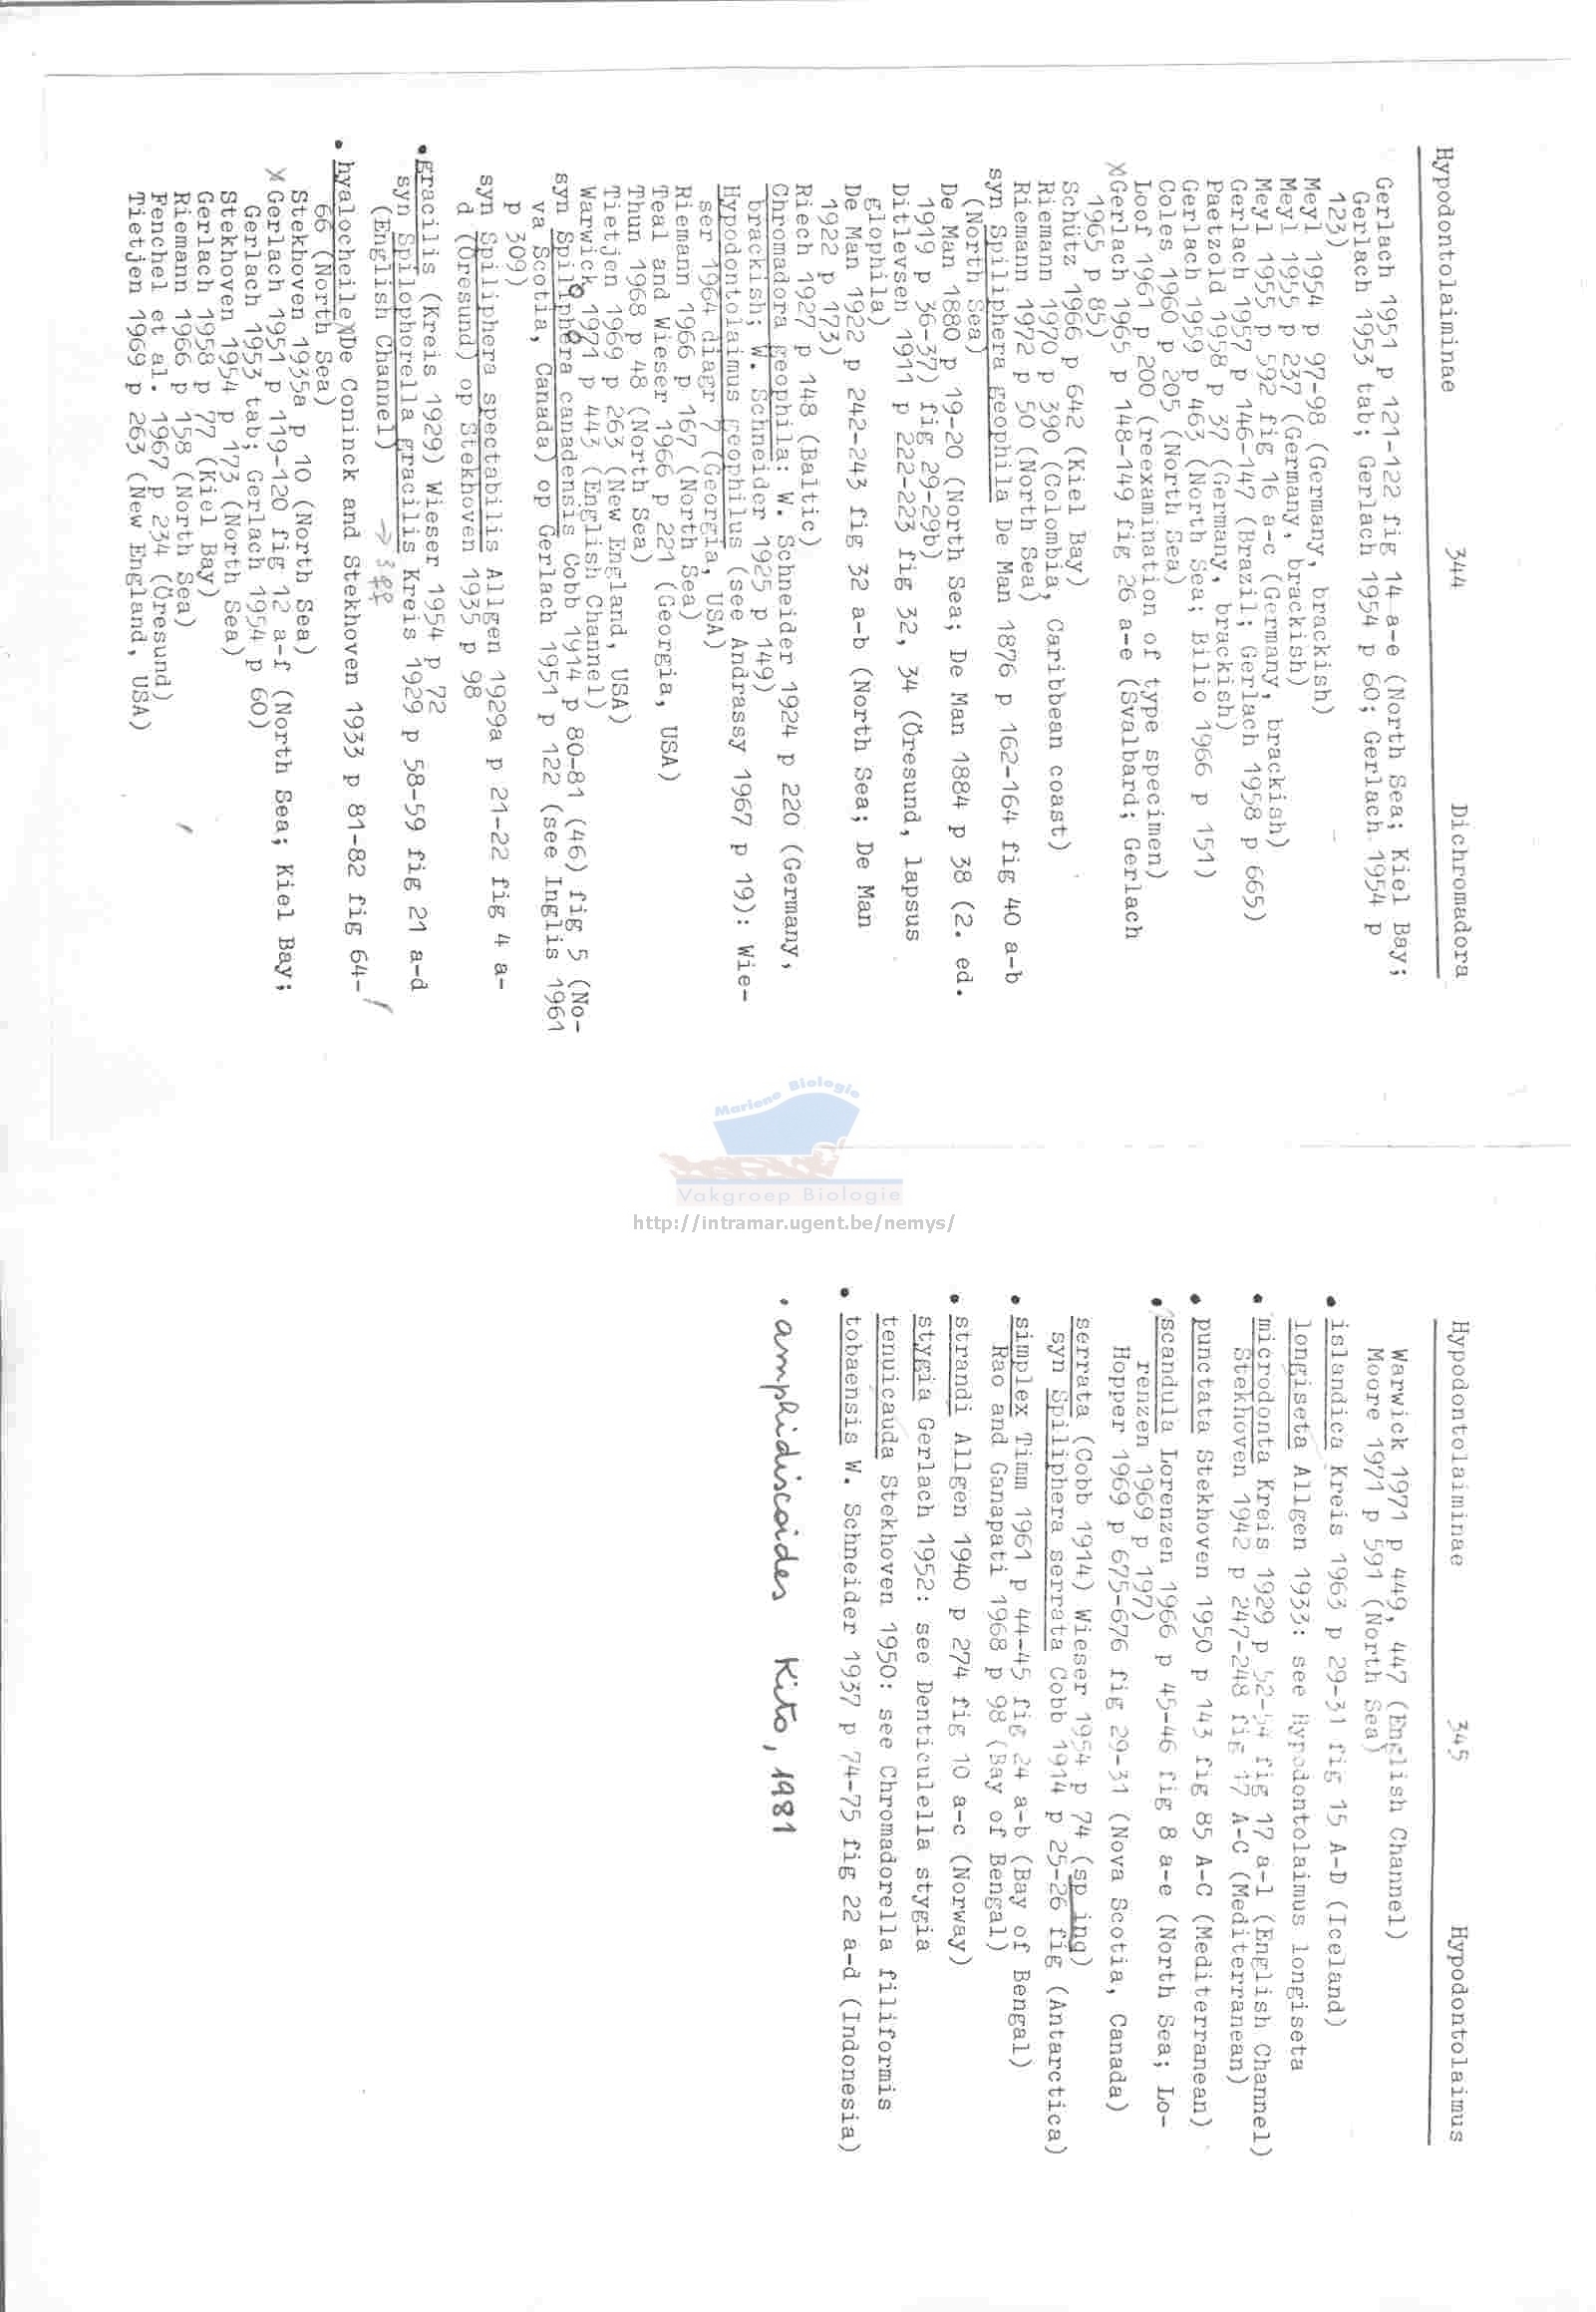 Hypodontolaiminae 344 Dichromadora
Gerlach 1951 p 121-122 fig 14 a-e (North Sea; Kiel Bay;
Gerlach 1953 tab; Gerlach 1954 p 60; Gerlach 1954 p
123)
Meyl 1954 p 97-98 (Germany, brackish)
Meyl 1955 p 237 (Germany, brackish)
Meyl 1955 p 592 fig 16 a-c (Germany, brackish)
Gerlach 1957 p 146-147 (Brazil; Gerlach 1958 p 665)
Paetzold 1958 p 37 (Germany, brackish)
Gerlach 1959 p 463 (North Sea; Bilio 1966 p 151)
Coles 1960 p 205 (North Sea)
Loof 1961 p 200 (reexamination of type specimen)
x Gerlach 1965 p 148-149 fig 26 a-e (Svalbard; Gerlach
1965 p 85)
Schütz 1966 p 642 (Kiel Bay)
Riemann 1970 p 390 (Colombia, Caribbean coast)
Riemann 1972 p 50 (North Sea)
syn Spiliphera geophila De Man 1876 p 162-164 fig 40 a-b
(North Sea)
De Man 1880 p 19-20 (North Sea; De Man 1884 p 38 (2. ed.
1919 p 36-37) fig 29-29b)
Ditlevsen 1911 p 222-223 fig 32, 34 (Öresund, lapsus
glophila)
De Man 1922 p 242-243 fig 32 a-b (North Sea; De Man
1922 p 173)
Riech 1927 p 148 (Baltic)
Chromadora geophila: W. Schneider 1924 p 220 (Germany,
brackish; W. Schneider 1925 p 149)
Hypodontolaimus geophilus (see Andrassy 1967 p 19): Wie-
ser 1964 diagr 7 (Georgia, USA)
Riemann 1966 p 167 (North Sea)
Teal and Wieser 1966 p 221 (Georgia, USA)
Thun 1968 p 48 (North Sea)
Tietjen 1969 p 263 (New England, USA)
Warwick 1971 p 443 (English Channel)
syn Spilophora canadensis Cobb 1914 p 80-81 (46) fig 5 (No-
va Scotia, Canada) op Gerlach 1951 p 122 (see Inglis 1961
p 309)
syn Spiliphera spectabilis Allgen 1929a p 21-22 fig 4 a-
d (Öresund) op Stekhoven 1935 p 98
• gracilis (Kreis 1929) Wieser 1954 p 72
syn Spilophorella gracilis Kreis 1929 p 58-59 fig 21 a-d
(English Channel)
• hyalocheile De Coninck and Stekhoven 1933 p 81-82 fig 64-
66 (North Sea)
Stekhoven 1935a p 10 (North Sea)
x Gerlach 1951 p 119-120 fig 12 a-f (North Sea; Kiel Bay;
Gerlach 1953 tab; Gerlach 1954 p 60)
Stekhoven 1954 p 173 (North Sea)
Gerlach 1958 p 77 (Kiel Bay)
Riemann 1966 p 158 (North Sea)
Fenchel et al. 1967 p 234 (Öresund)
Tietjen 1969 p 263 (New England, USA)
Mariene Biologie
Vakgroep Biologie
http://intramar.ugent.be/nemys/
Hypodontolaiminae 345 Hypodontolaimus
Warwick 1971 p 449, 447 (English Channel)
Moore 1971 p 591 (North Sea)
• islandica Kreis 1963 p 29-31 fig 15 A-D (Iceland)
longiseta Allgen 1933: see Hypodontolaimus longiseta
• microdonta Kreis 1929 p 52-54 fig 17 a-l (English Channel)
Stekhoven 1942 p 247-248 fig 17 A-C (Mediterranean)
• punctata Stekhoven 1950 p 143 fig 85 A-C (Mediterranean)
• scandula Lorenzen 1966 p 45-46 fig 8 a-e (North Sea; Lo-
renzen 1969 p 197)
Hopper 1969 p 675-676 fig 29-31 (Nova Scotia, Canada)
serrata (Cobb 1914) Wieser 1954 p 74 (sp inq)
syn Spiliphera serrata Cobb 1914 p 25-26 fig (Antarctica)
• simplex Timm 1961 p 44-45 fig 24 a-b (Bay of Bengal)
Rao and Ganapati 1968 p 98 (Bay of Bengal)
• strandi Allgen 1940 p 274 fig 10 a-c (Norway)
stygia Gerlach 1952: see Denticulella stygia
tenuicauda Stekhoven 1950: see Chromadorella filiformis
• tobaensis W. Schneider 1937 p 74-75 fig 22 a-d (Indonesia)
• amphidiscoides Kito, 1981